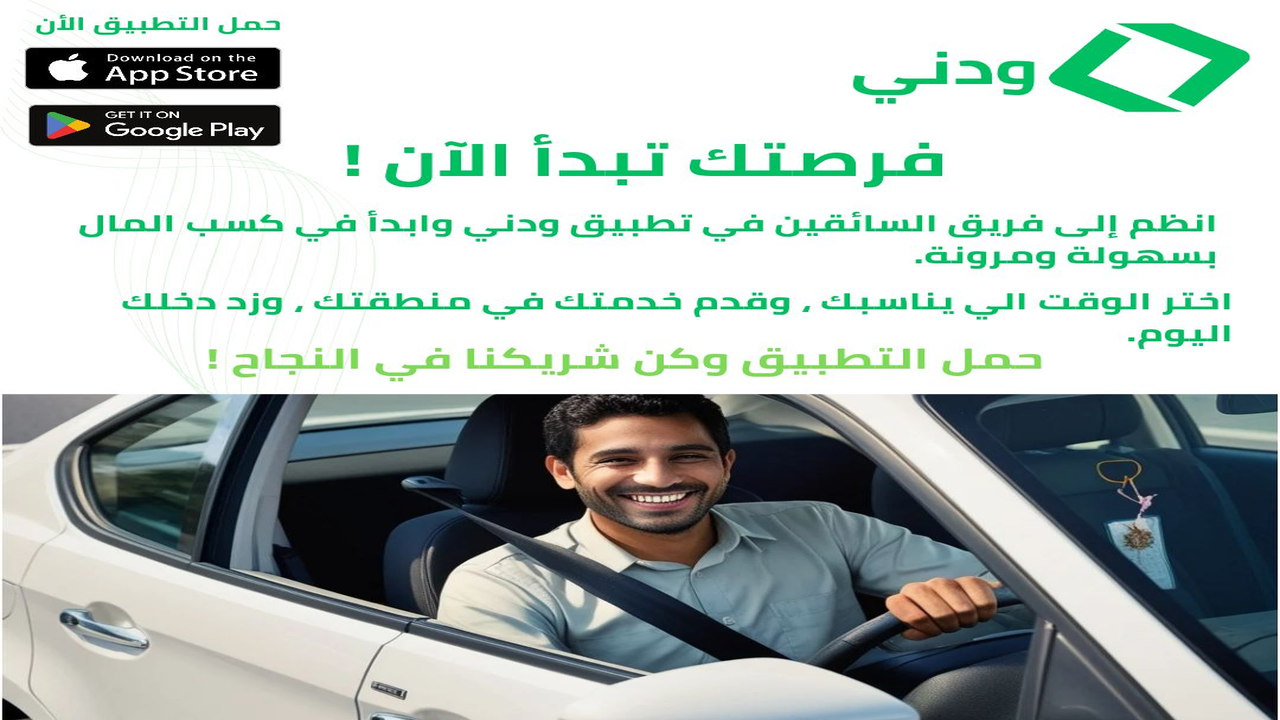 ودني
حمل التطبيق الأن
Download on the
App Store
GET IT ON
Google Play
فرصتك تبدأ الآن !
انظم إلى فريق السائقين في تطبيق ودني وابدأ في كسب المال
بسهولة ومرونة.
اختر الوقت الي يناسبك , وقدم خدمتك في منطقتك , وزد دخلك
اليوم.
حمل التطبيق وكن شريكنا في النجاح !